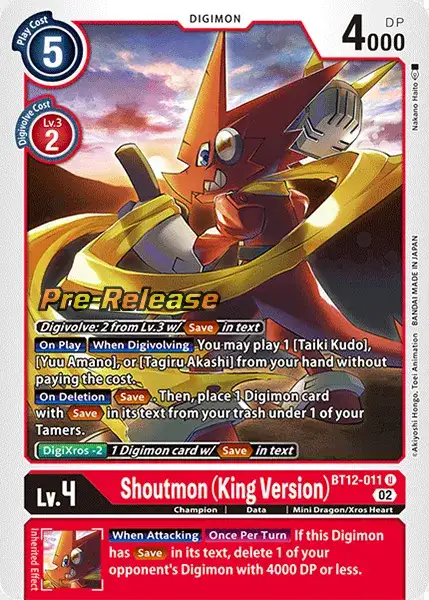 DIGIMON
Play Cost
5
4000
DP
Digivolve Cost
Lv.3
2
Nakano Haito
Pre-Release
Digivolve: 2 from Lv.3 w/ Save in text
On Play When Digivolving You may play 1 [Taiki Kudo],
[Yuu Amano], or [Tagiru Akashi] from your hand without
paying the cost.
On Deletion Save. Then, place 1 Digimon card
with Save in its text from your trash under 1 of your
Tamers.
DigiXros -2 1 Digimon card w/ Save in text
©Akiyoshi Hongo, Toei Animation BANDAI MADE IN JAPAN
Lv.4
Shoutmon (King Version)
BT12-011 U
02
Champion Data Mini Dragon/Xros Heart
Inherited Effect
When Attacking Once Per Turn If this Digimon
has Save in its text, delete 1 of your
opponent's Digimon with 4000 DP or less.